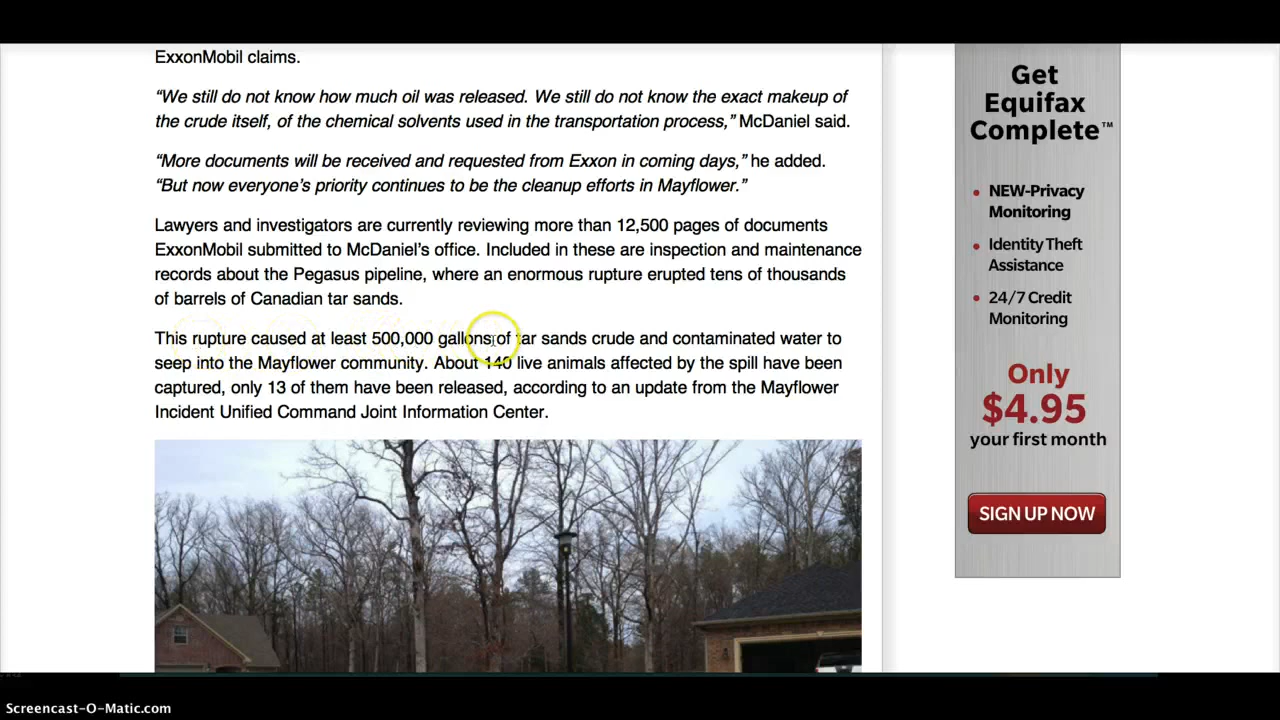 ExxonMobil claims.
“We still do not know how much oil was released. We still do not know the exact makeup of
the crude itself, of the chemical solvents used in the transportation process,” McDaniel said.
“More documents will be received and requested from Exxon in coming days,” he added.
“But now everyone’s priority continues to be the cleanup efforts in Mayflower.”
Lawyers and investigators are currently reviewing more than 12,500 pages of documents
ExxonMobil submitted to McDaniel’s office. Included in these are inspection and maintenance
records about the Pegasus pipeline, where an enormous rupture erupted tens of thousands
of barrels of Canadian tar sands.
This rupture caused at least 500,000 gallons of tar sands crude and contaminated water to
seep into the Mayflower community. About 140 live animals affected by the spill have been
captured, only 13 of them have been released, according to an update from the Mayflower
Incident Unified Command Joint Information Center.
Get
Equifax
Complete™
• NEW-Privacy
Monitoring
• Identity Theft
Assistance
• 24/7 Credit
Monitoring
Only
$4.95
your first month
SIGN UP NOW
Screencast-O-Matic.com